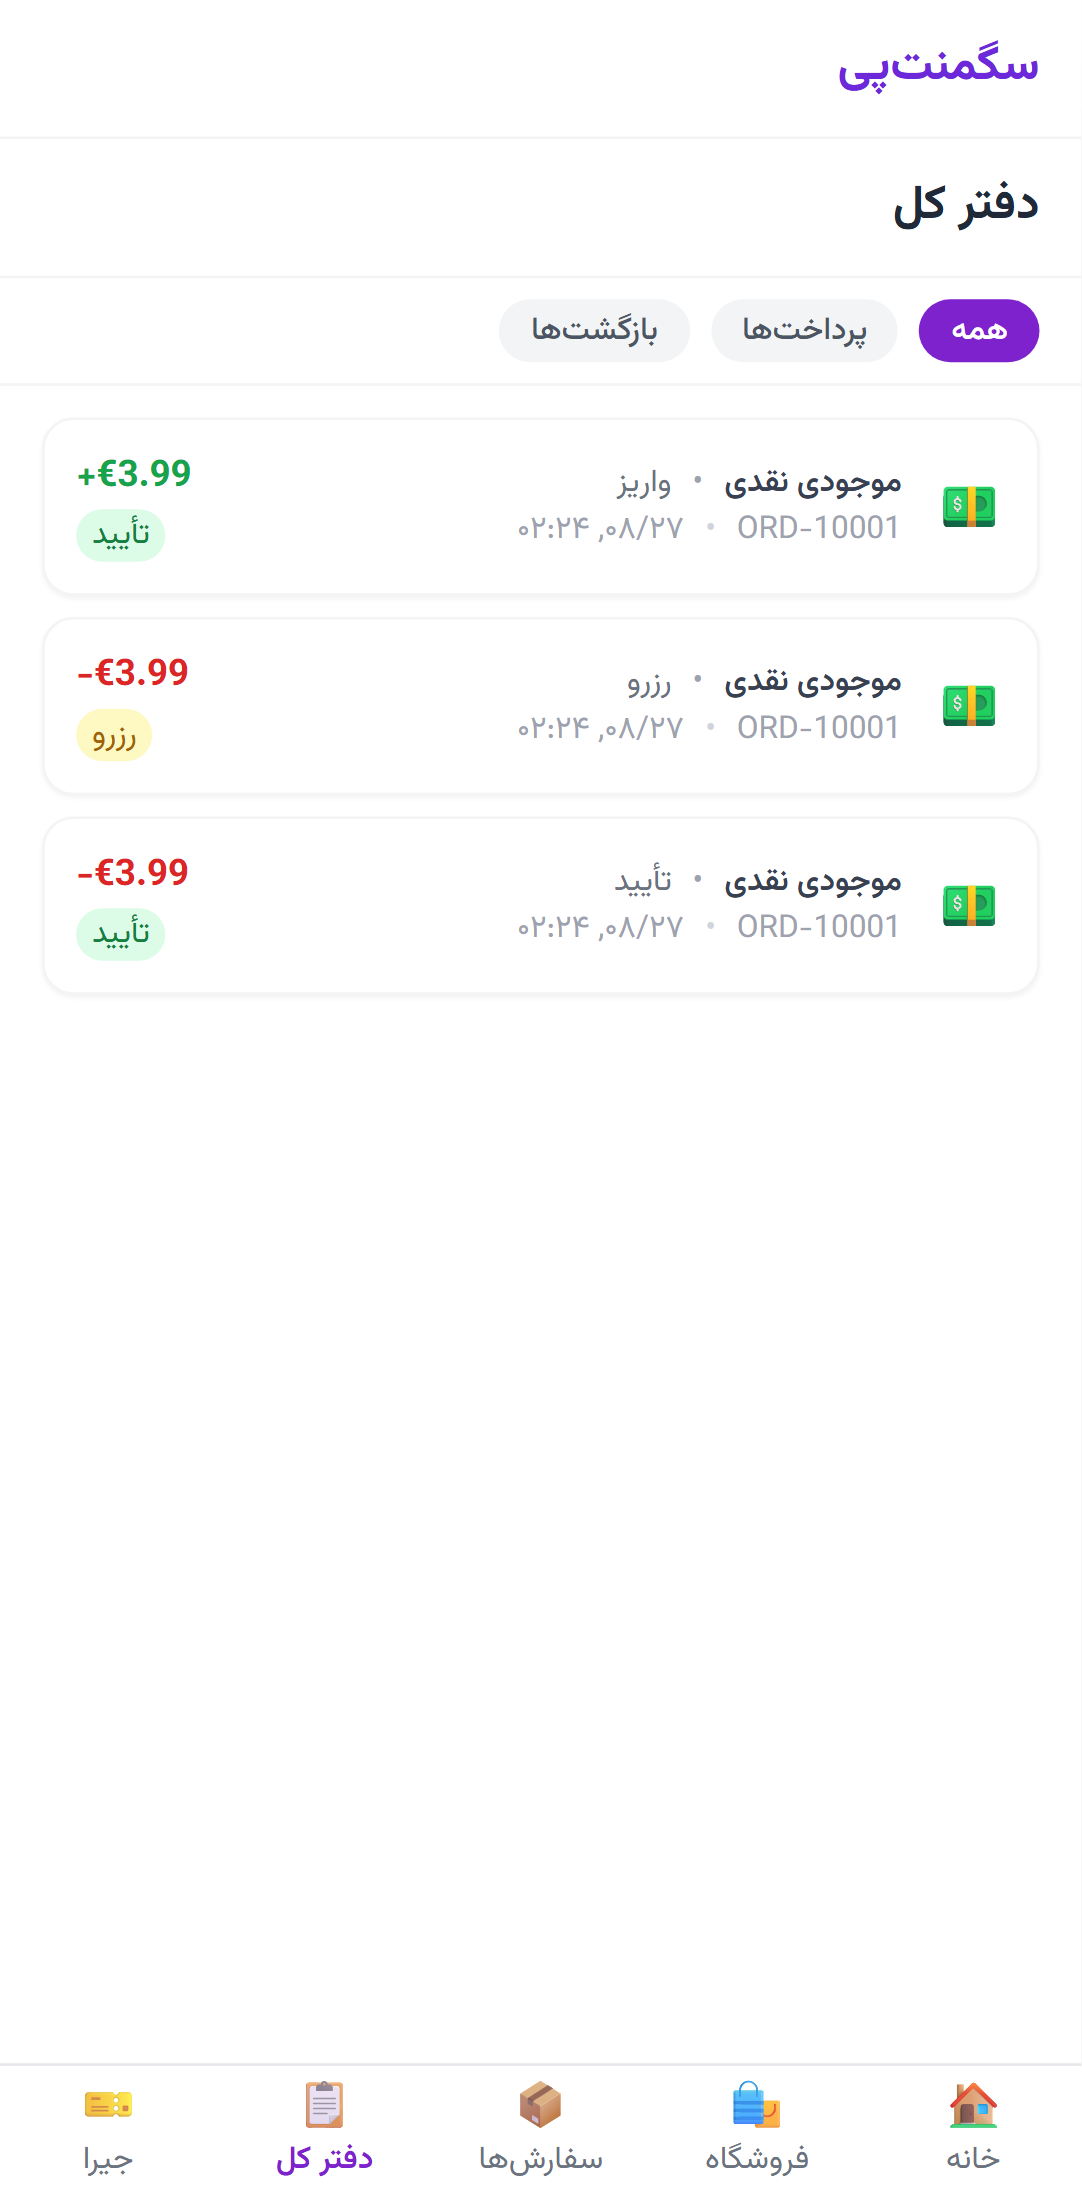 سگمنت‌پی
دفتر کل
همه پرداخت‌ها بازگشت‌ها
موجودی نقدی • واریز +€3.99
ORD-10001 • ۰۸/۲۷, ۰۲:۲۴ تأیید
موجودی نقدی • رزرو -€3.99
ORD-10001 • ۰۸/۲۷, ۰۲:۲۴ رزرو
موجودی نقدی • تأیید -€3.99
ORD-10001 • ۰۸/۲۷, ۰۲:۲۴ تأیید
خانه فروشگاه سفارش‌ها دفتر کل جیرا